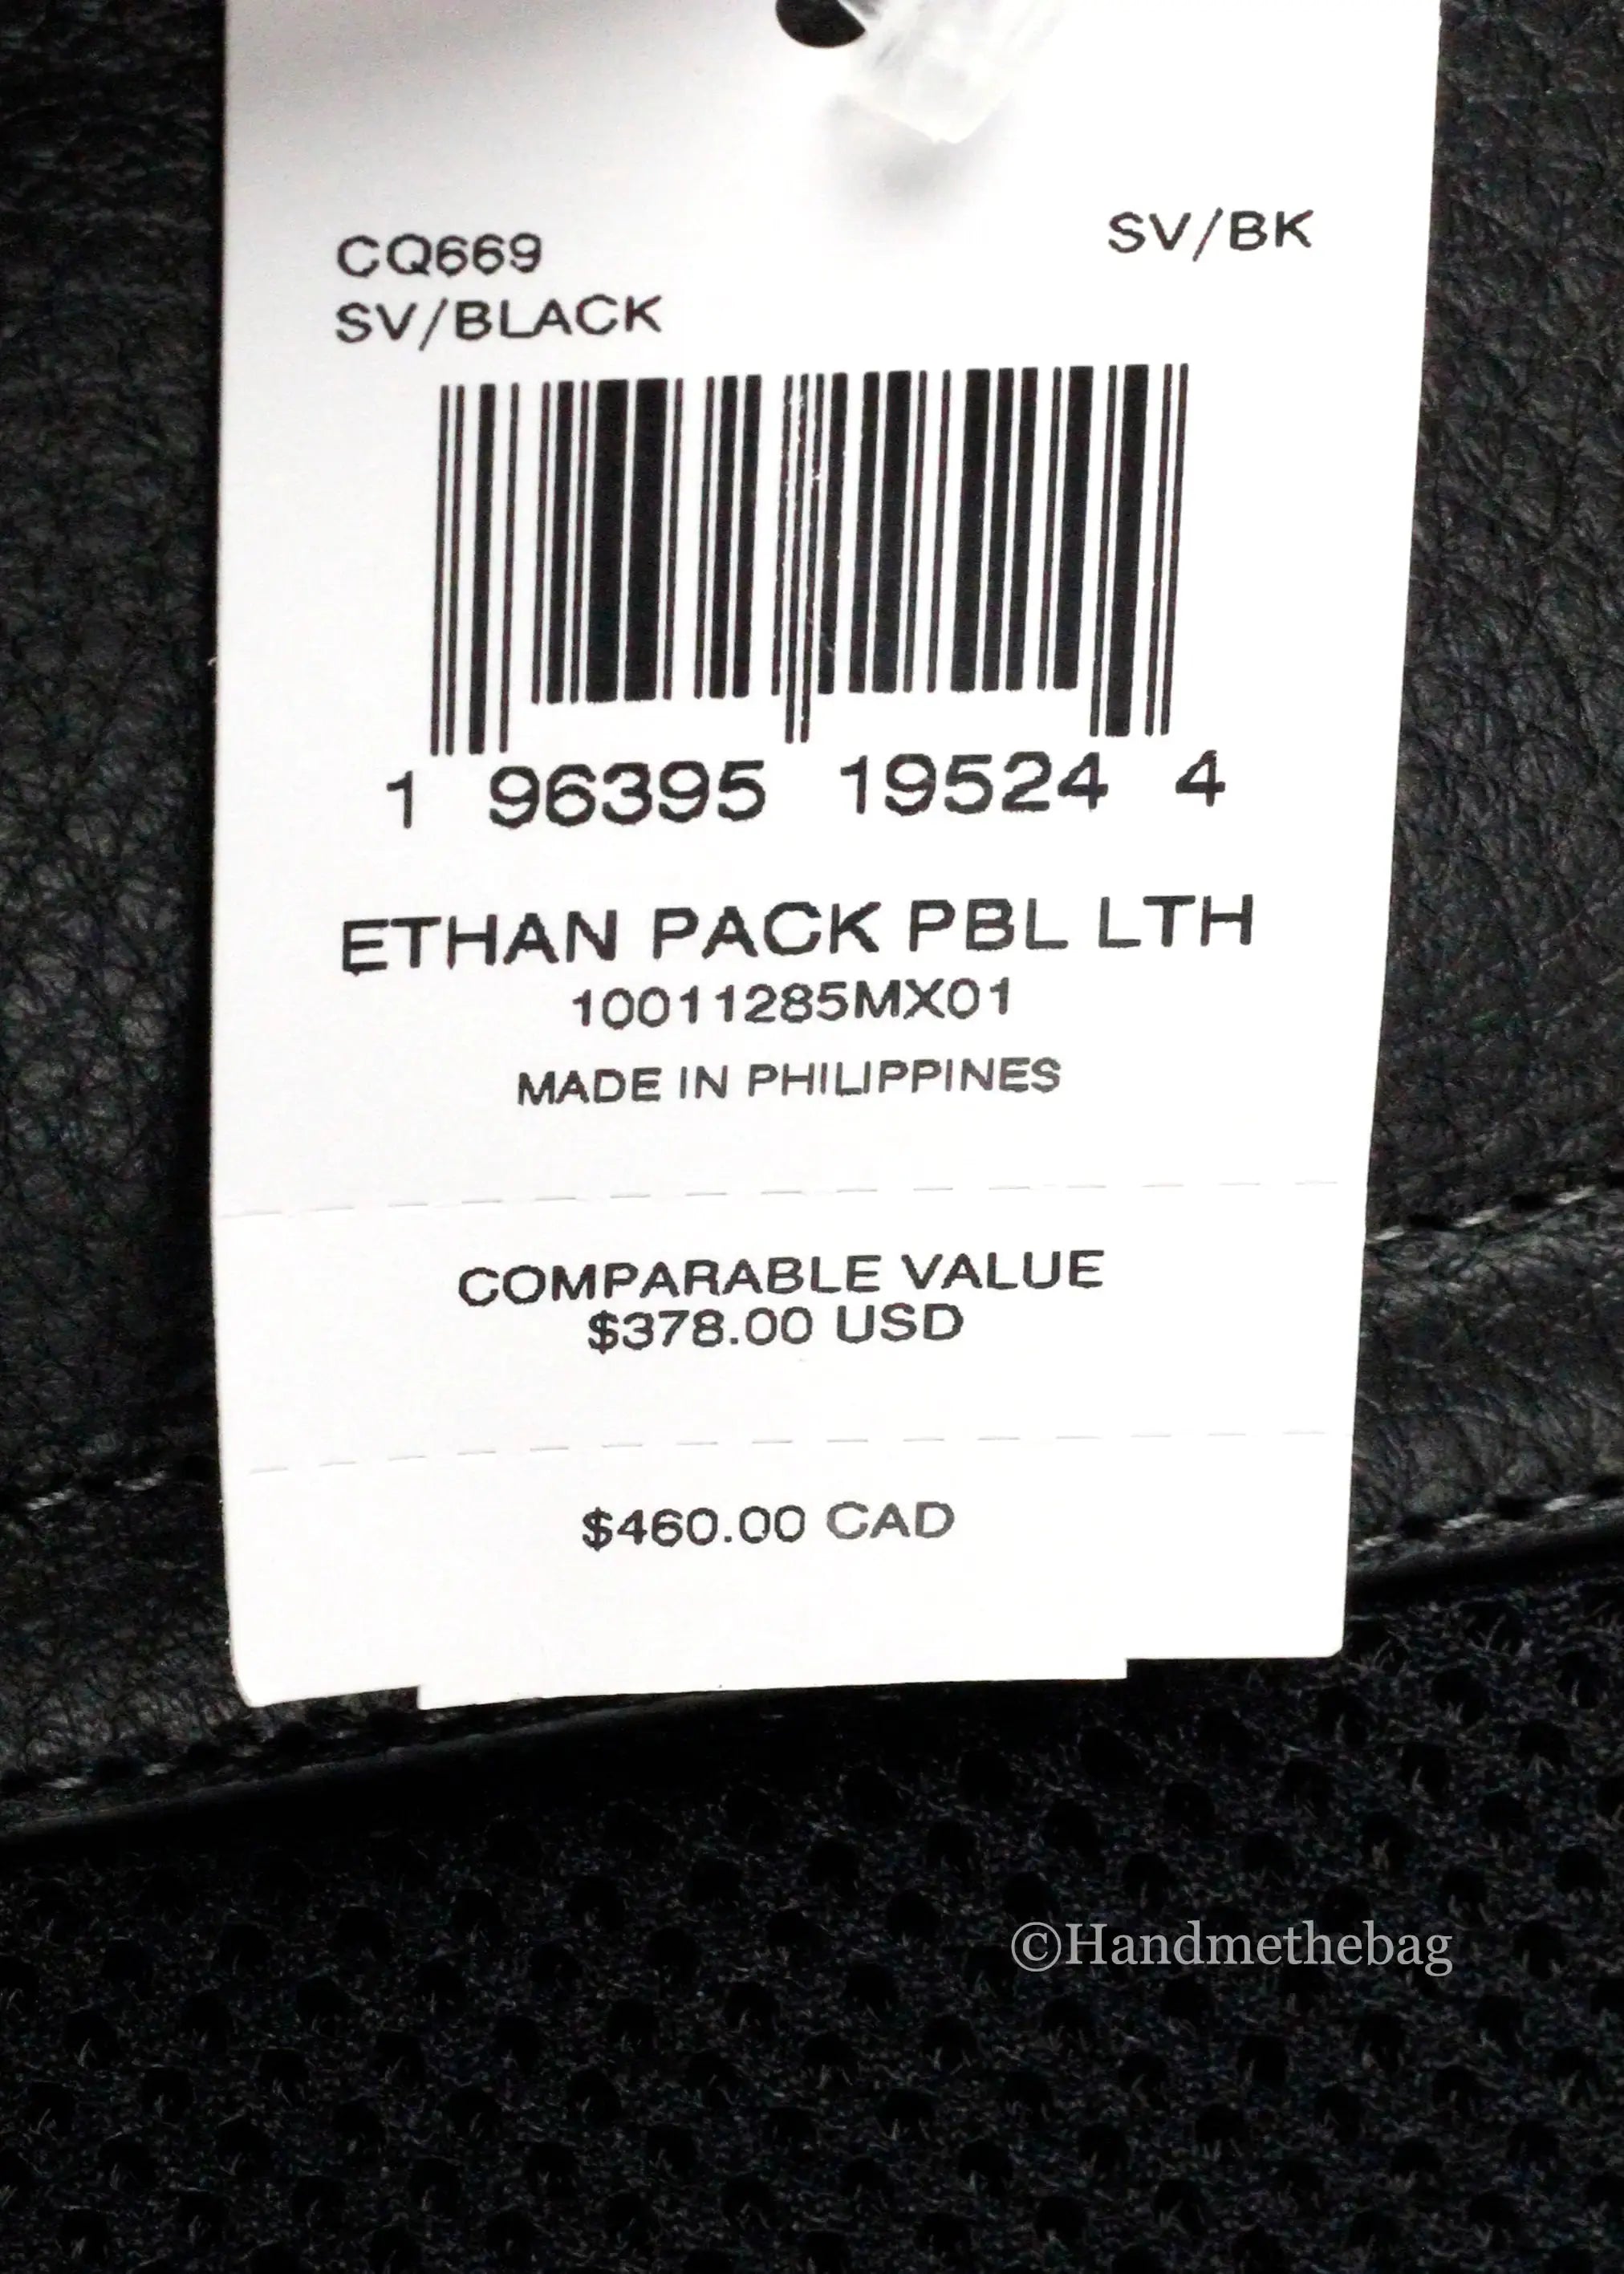 CQ669
SV/BK
SV/BLACK
1 96395 19524 4
ETHAN PACK PBL LTH
10011285MX01
MADE IN PHILIPPINES
COMPARABLE VALUE
$378.00 USD
$460.00 CAD
©Handmethebag